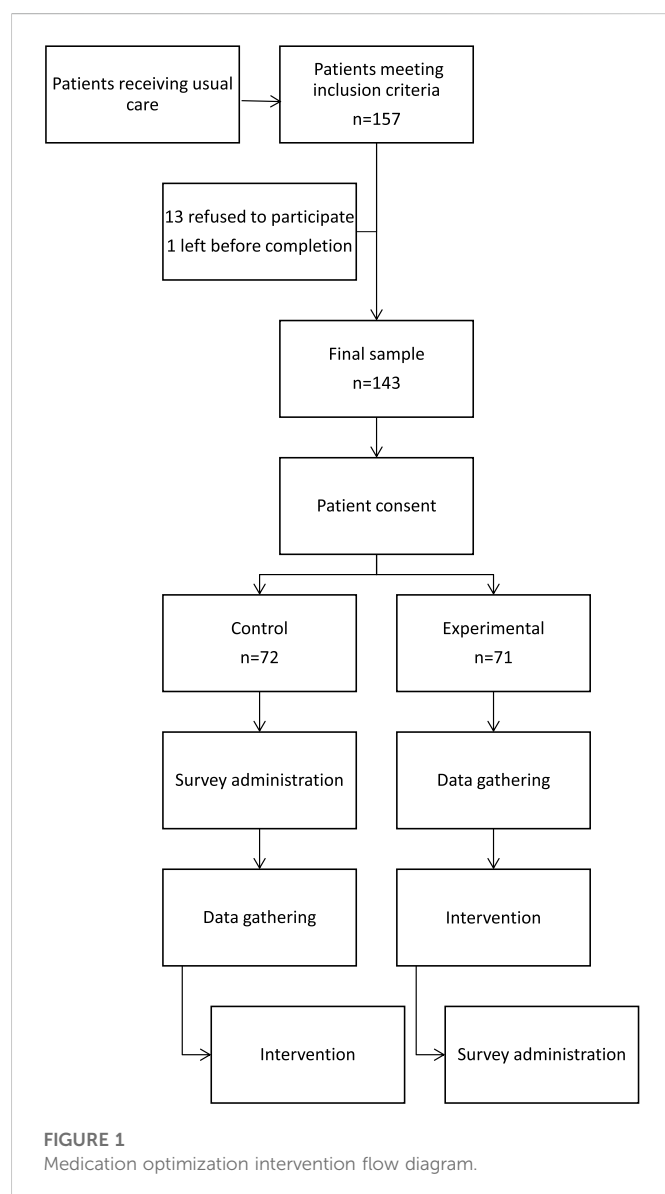 Patients receiving usual
care
Patients meeting
inclusion criteria
n=157
13 refused to participate
1 left before completion
Final sample
n=143
Patient consent
Control
n=72
Experimental
n=71
Survey administration
Data gathering
Data gathering
Intervention
Intervention
Survey administration
FIGURE 1
Medication optimization intervention flow diagram.